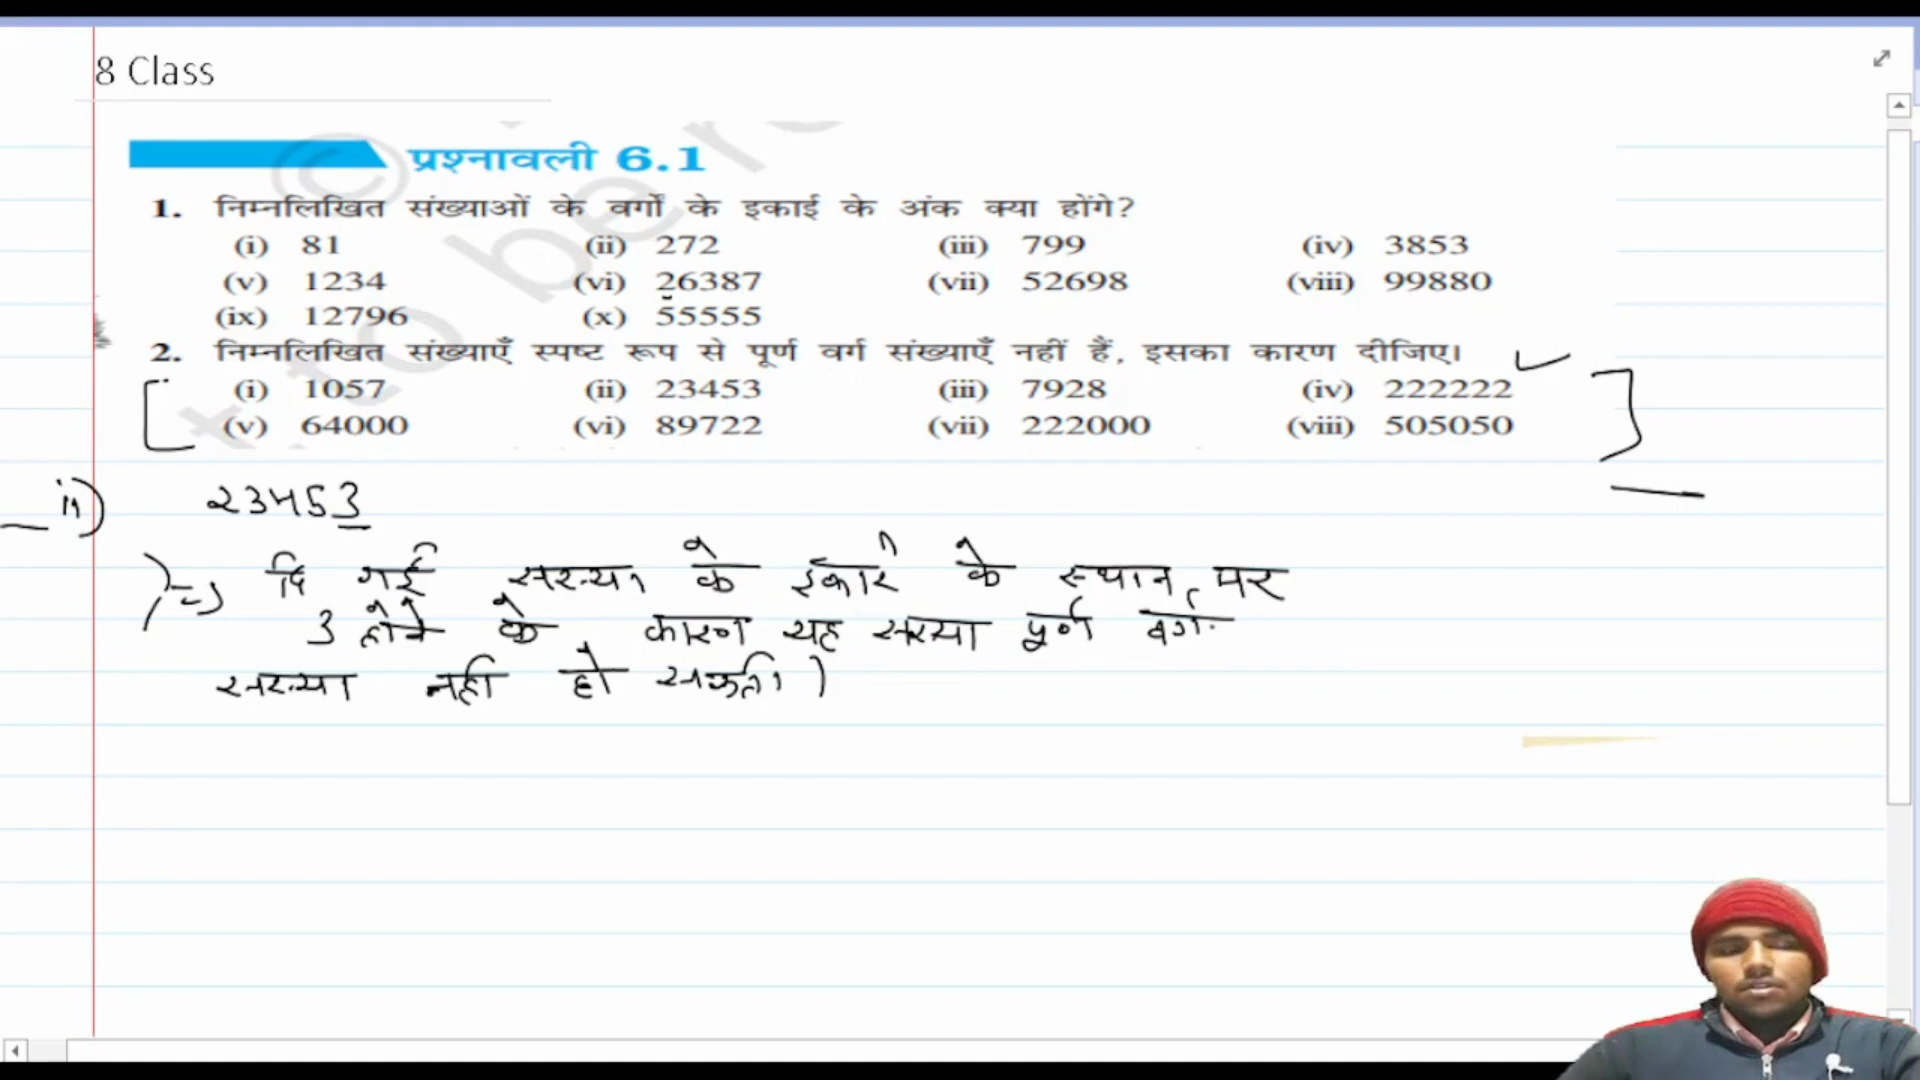 8 Class
प्रश्नावली 6.1
1. निम्नलिखित संख्याओं के वर्गों के इकाई के अंक क्या होंगे?
(i) 81 (ii) 272 (iii) 799 (iv) 3853
(v) 1234 (vi) 26387 (vii) 52698 (viii) 99880
(ix) 12796 (x) 55555
2. निम्नलिखित संख्याएँ स्पष्ट रूप से पूर्ण वर्ग संख्याएँ नहीं हैं, इसका कारण दीजिए।
(i) 1057 (ii) 23453 (iii) 7928 (iv) 222222
(v) 64000 (vi) 89722 (vii) 222000 (viii) 505050
ii) 23453
=> दि गई सख्या के इकाई के स्थान पर
3 होने के कारण यह सख्या पूर्ण वर्ग
सख्या नही हो सकती।